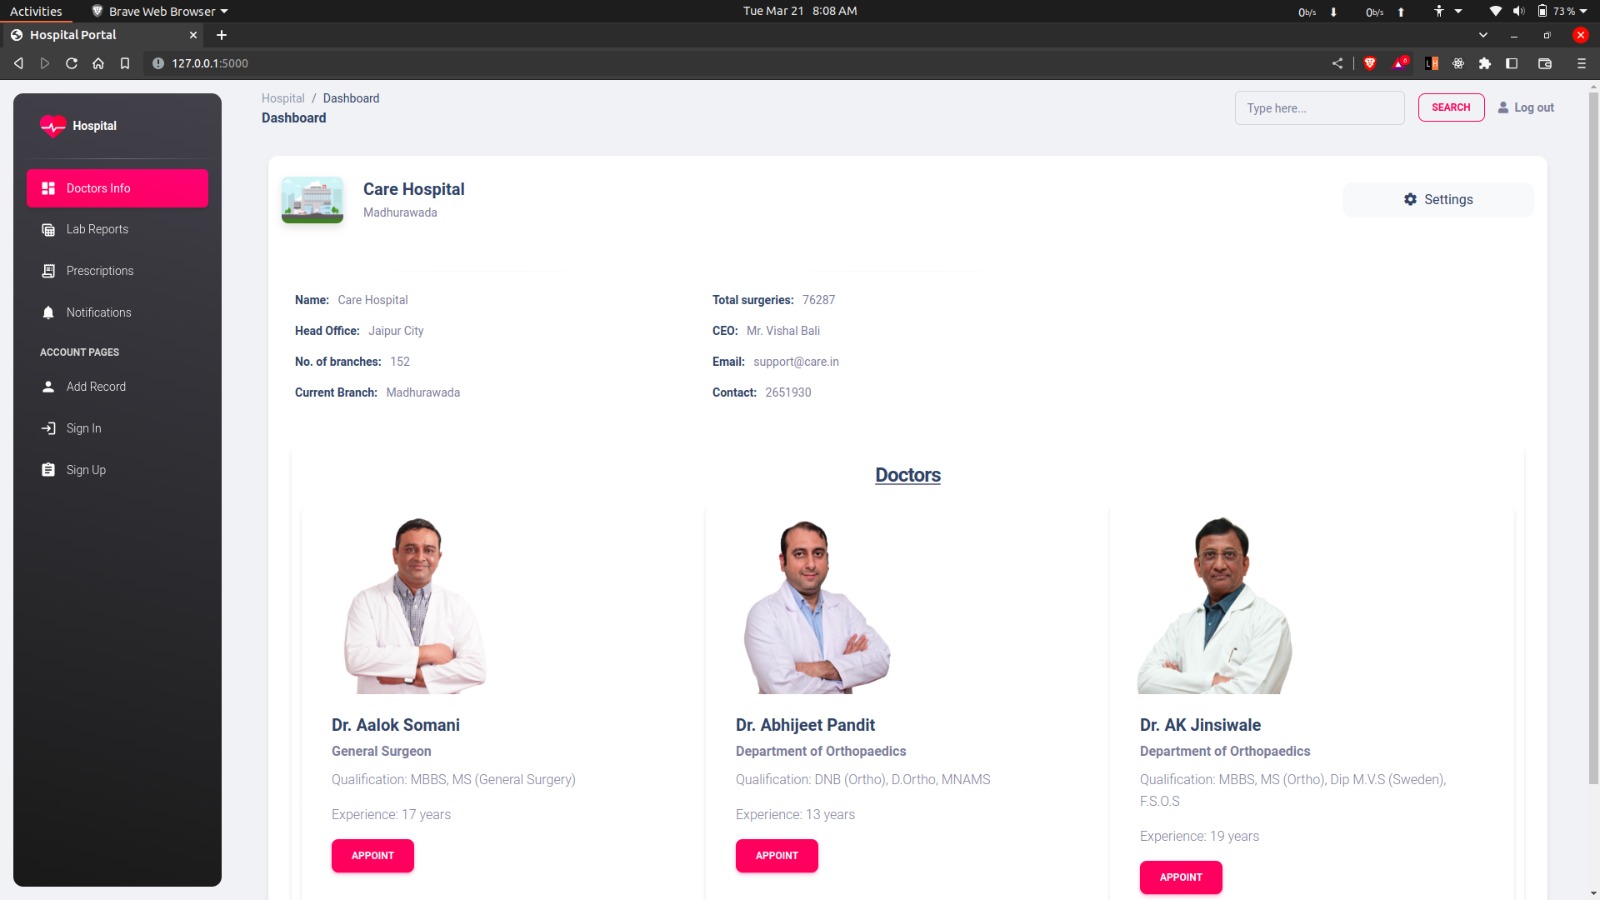 Activities
Brave Web Browser
Tue Mar 21 8:08 AM
0b/s
0b/s
73 %
Hospital Portal
127.0.0.1:5000
6
Hospital
Doctors Info
Lab Reports
Prescriptions
Notifications
ACCOUNT PAGES
Add Record
Sign In
Sign Up
Hospital / Dashboard
Dashboard
Type here...
SEARCH
Log out
Care Hospital
Madhurawada
Settings
Name: Care Hospital
Head Office: Jaipur City
No. of branches: 152
Current Branch: Madhurawada
Total surgeries: 76287
CEO: Mr. Vishal Bali
Email: support@care.in
Contact: 2651930
Doctors
Dr. Aalok Somani
General Surgeon
Qualification: MBBS, MS (General Surgery)
Experience: 17 years
APPOINT
Dr. Abhijeet Pandit
Department of Orthopaedics
Qualification: DNB (Ortho), D.Ortho, MNAMS
Experience: 13 years
APPOINT
Dr. AK Jinsiwale
Department of Orthopaedics
Qualification: MBBS, MS (Ortho), Dip M.V.S (Sweden),
F.S.O.S
Experience: 19 years
APPOINT